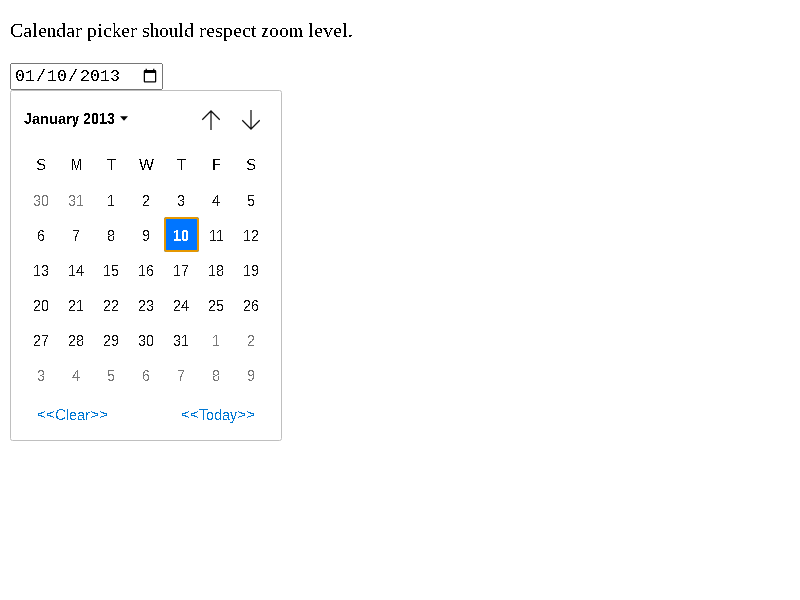 Calendar picker should respect zoom level.
01/10/2013
January 2013
S M T W T F S
30 31 1 2 3 4 5
6 7 8 9 10 11 12
13 14 15 16 17 18 19
20 21 22 23 24 25 26
27 28 29 30 31 1 2
3 4 5 6 7 8 9
<<Clear>> <<Today>>